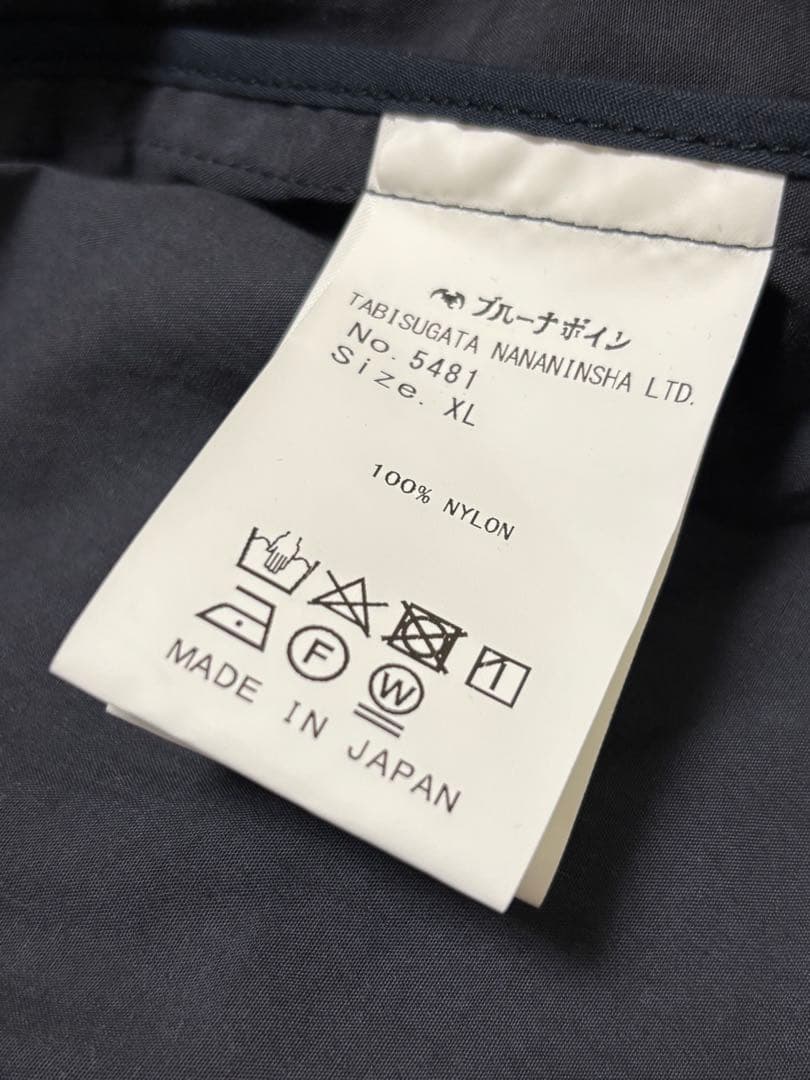 ブルーナボイン
TABISUGATA NANANINSHA LTD.
No. 5481
Size. XL
100% NYLON
F
W
MADE IN JAPAN